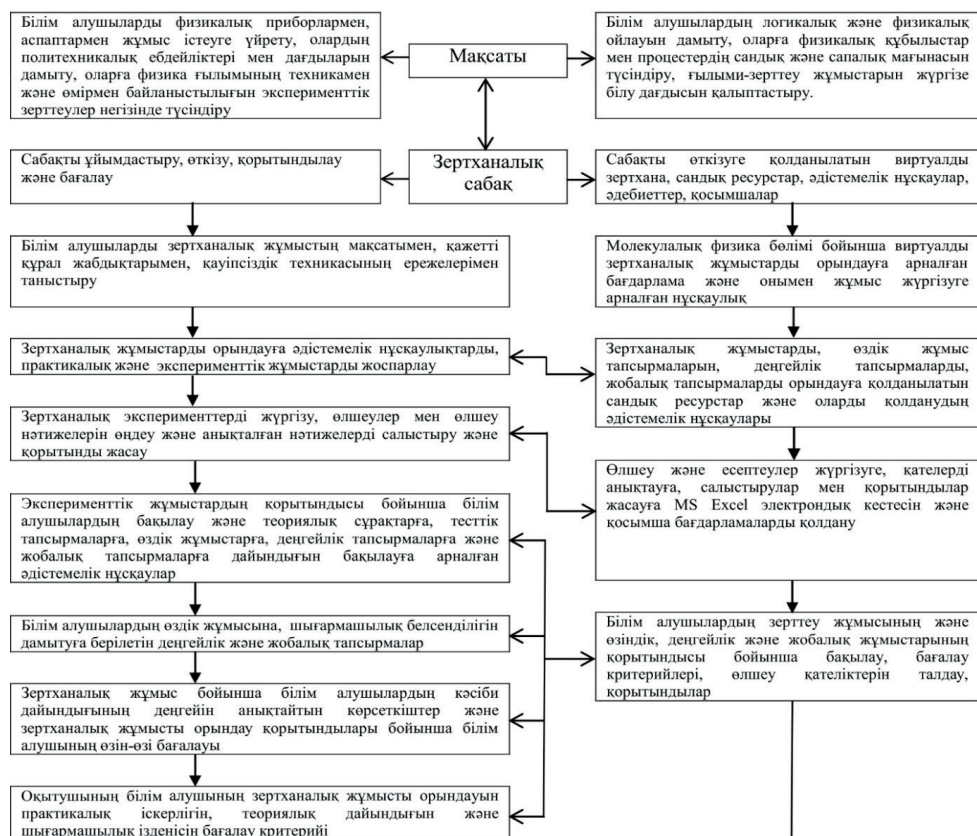 Білім алушыларды физикалық приборлармен,
аспаптармен жұмыс істеуге үйрету, олардың
политехникалық ебдейліктері мен дағдыларын
дамыту, оларға физика ғылымының техникамен
және өмірмен байланыстылығын эксперименттік
зерттеулер негізінде түсіндіру
Мақсаты
Білім алушылардың логикалық және физикалық
ойлауын дамыту, оларға физикалық құбылыстар
мен процестердің сандық және сапалық мағынасын
түсіндіру, ғылыми-зерттеу жұмыстарын жүргізе
білу дағдысын қалыптастыру.
Сабақты ұйымдастыру, өткізу, қорытындылау
және бағалау
Зертханалық
сабақ
Сабақты өткізуге қолданылатын виртуалды
зертхана, сандық ресурстар, әдістемелік нұсқаулар,
әдебиеттер, қосымшалар
Білім алушыларды зертханалық жұмыстың мақсатымен, қажетті
құрал жабдықтарымен, қауіпсіздік техникасының ережелерімен
таныстыру
Молекулалық физика бөлімі бойынша виртуалды
зертханалық жұмыстарды орындауға арналған
бағдарлама және онымен жұмыс жүргізуге
арналған нұсқаулық
Зертханалық жұмыстарды орындауға әдістемелік нұсқаулықтарды,
практикалық және эксперименттік жұмыстарды жоспарлау
Зертханалық жұмыстарды, өздік жұмыс
тапсырмаларын, деңгейлік тапсырмаларды,
жобалық тапсырмаларды орындауға қолданылатын
сандық ресурстар және оларды қолданудың
әдістемелік нұсқаулары
Зертханалық эксперименттерді жүргізу, өлшеулер мен өлшеу
нәтижелерін өңдеу және анықталған нәтижелерді салыстыру және
қорытынды жасау
Өлшеу және есептеулер жүргізуге, қателерді
анықтауға, салыстырулар мен қорытындылар
жасауға MS Excel электрондық кестесін және
қосымша бағдарламаларды қолдану
Эксперименттік жұмыстардың қорытындысы бойынша білім
алушылардың бақылау және теориялық сұрақтарға, тесттік
тапсырмаларға, өздік жұмыстарға, деңгейлік тапсырмаларға және
жобалық тапсырмаларға дайындығын бақылауға арналған
әдістемелік нұсқаулар
Білім алушылардың өздік жұмысына, шығармашылық белсенділігін
дамытуға берілетін деңгейлік және жобалық тапсырмалар
Білім алушылардың зерттеу жұмысының және
өзіндік, деңгейлік және жобалық жұмыстарының
қорытындысы бойынша бақылау, бағалау
критерийлері, өлшеу қателіктерін талдау,
қорытындылар
Зертханалық жұмыс бойынша білім алушылардың кәсіби
дайындығының деңгейін анықтайтын көрсеткіштер және
зертханалық жұмысты орындау қорытындылары бойынша білім
алушының өзін-өзі бағалауы
Оқытушының білім алушының зертханалық жұмысты орындауын
практикалық іскерлігін, теориялық дайындығын және
шығармашылық ізденісін бағалау критерийі